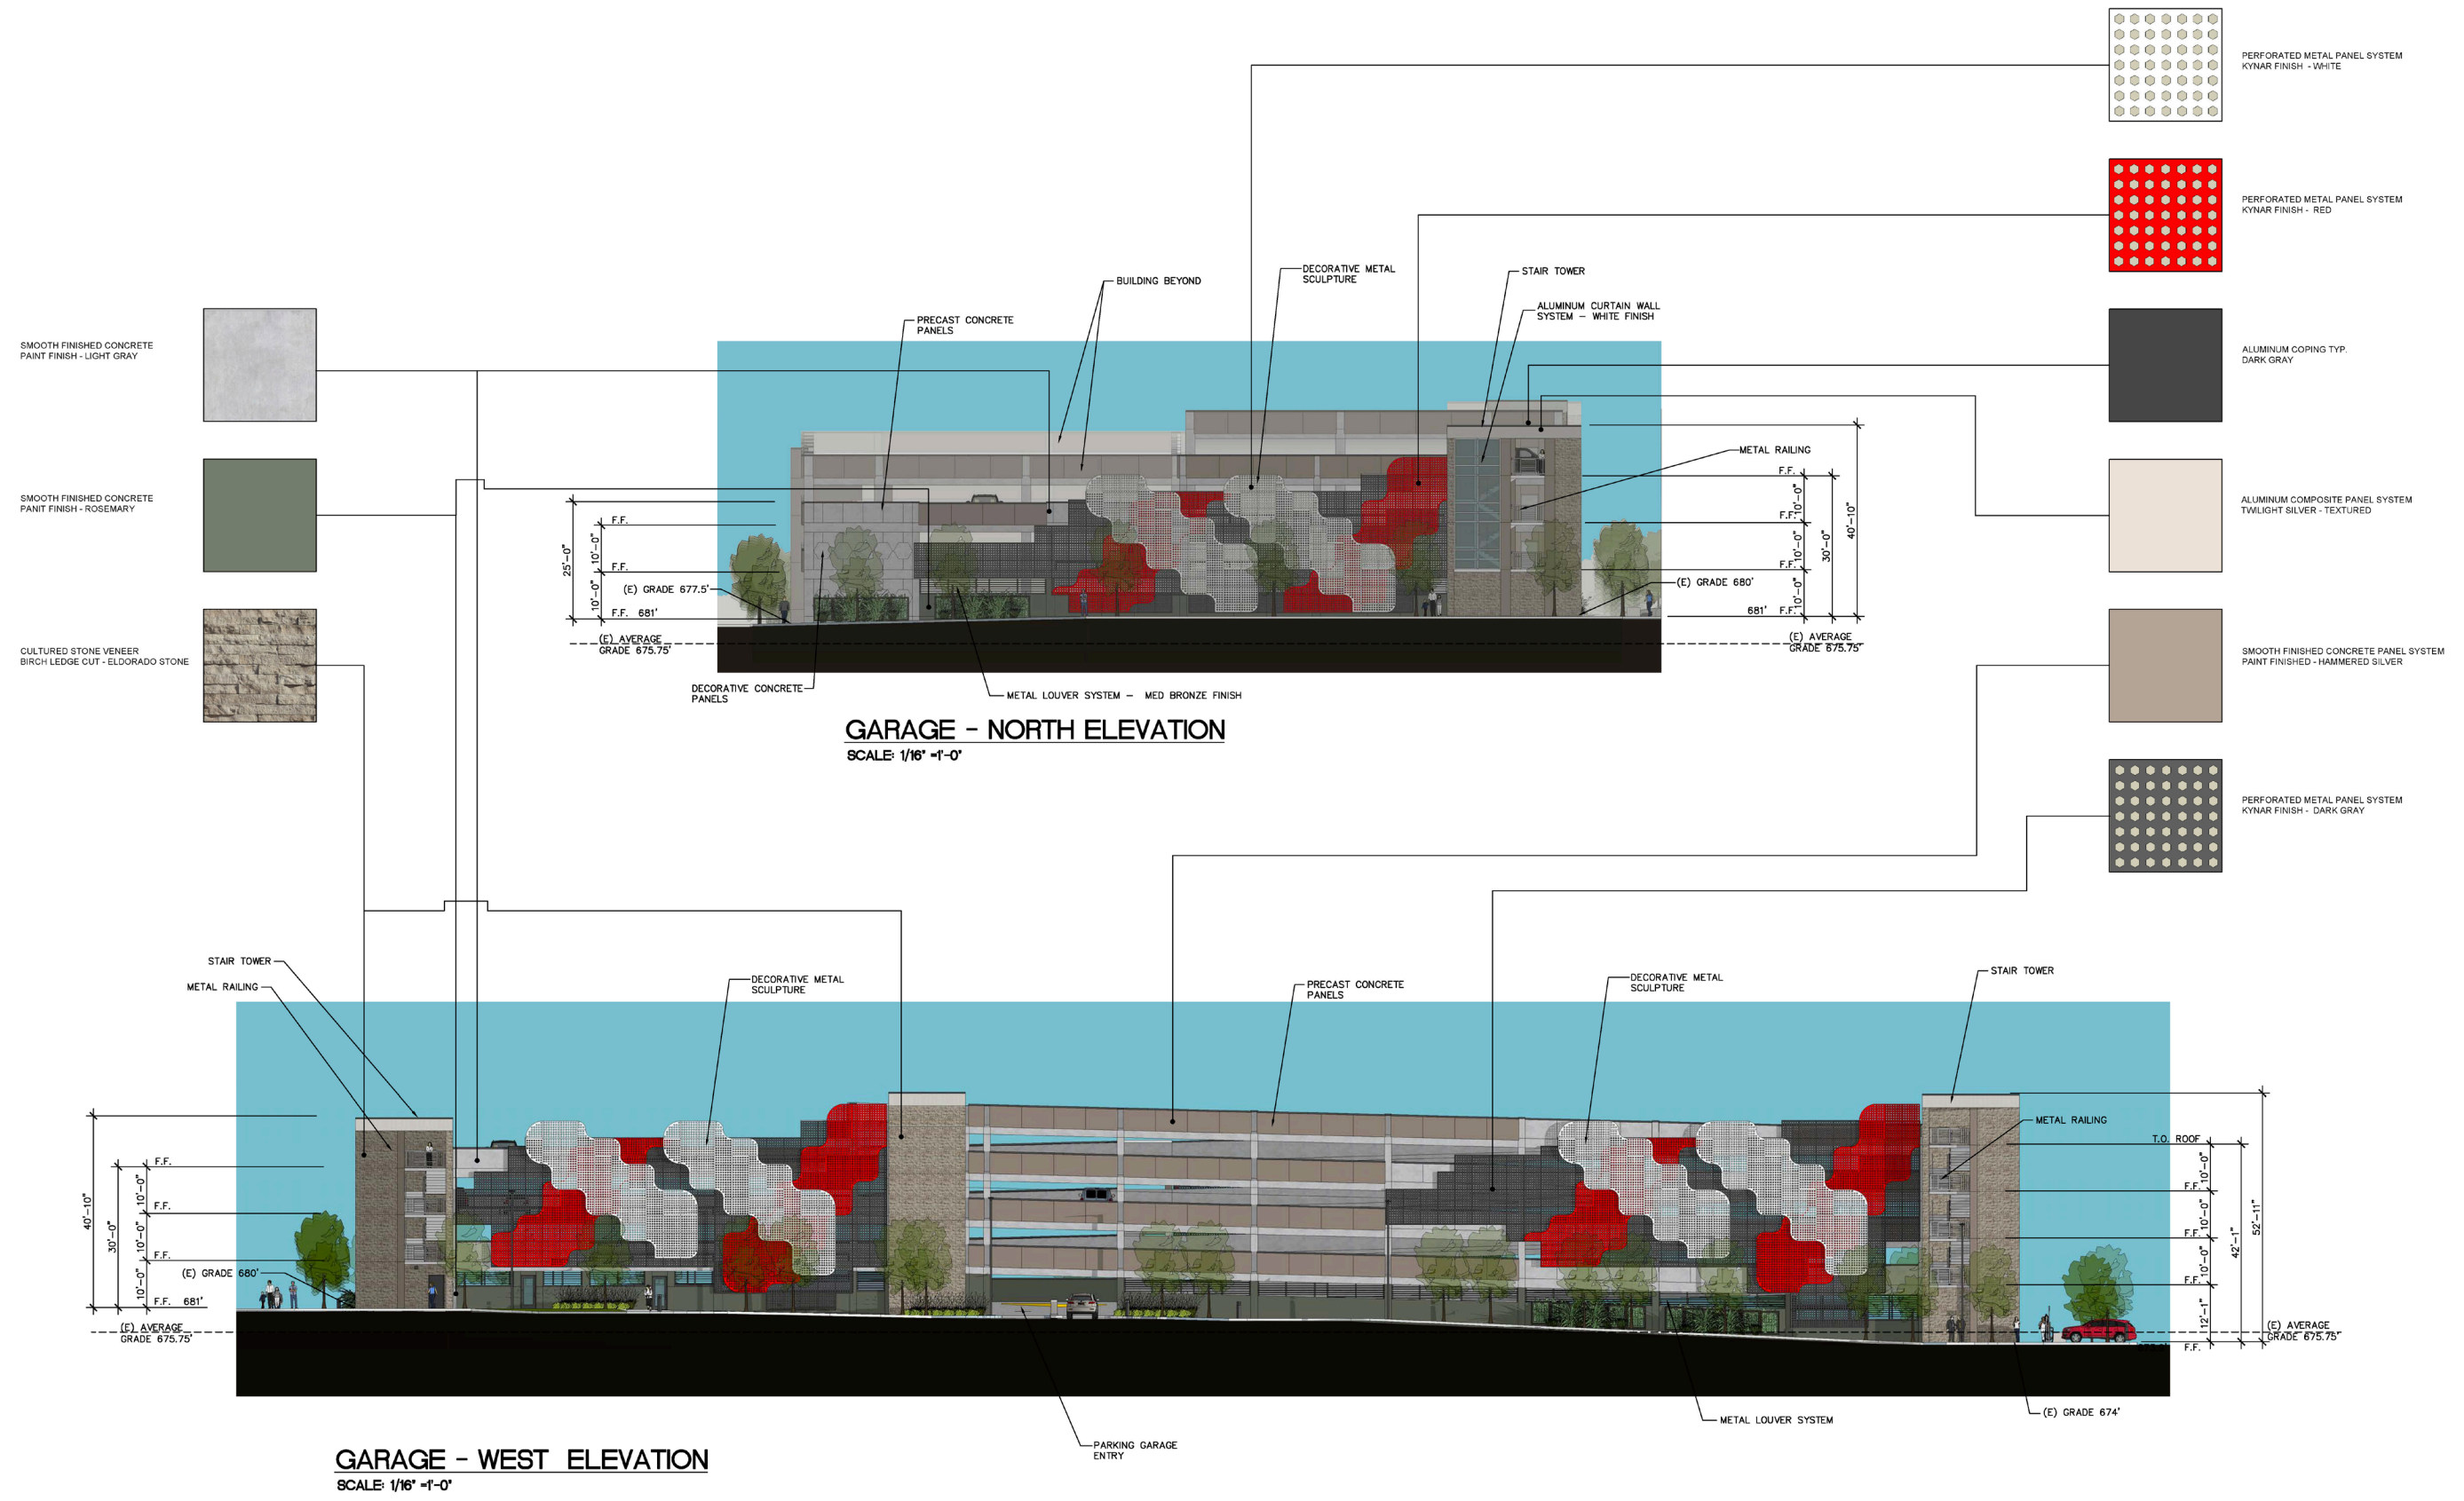 PERFORATED METAL PANEL SYSTEM
KYNAR FINISH - WHITE
PERFORATED METAL PANEL SYSTEM
KYNAR FINISH - RED
ALUMINUM COPING TYP.
DARK GRAY
ALUMINUM COMPOSITE PANEL SYSTEM
TWILIGHT SILVER - TEXTURED
SMOOTH FINISHED CONCRETE PANEL SYSTEM
PAINT FINISHED - HAMMERED SILVER
PERFORATED METAL PANEL SYSTEM
KYNAR FINISH - DARK GRAY
SMOOTH FINISHED CONCRETE
PAINT FINISH - LIGHT GRAY
SMOOTH FINISHED CONCRETE
PANIT FINISH - ROSEMARY
CULTURED STONE VENEER
BIRCH LEDGE CUT - ELDORADO STONE
BUILDING BEYOND
DECORATIVE METAL
SCULPTURE
STAIR TOWER
ALUMINUM CURTAIN WALL
SYSTEM - WHITE FINISH
PRECAST CONCRETE
PANELS
METAL RAILING
F.F.
F.F.
F.F.
681' F.F.
10'-0"
10'-0"
10'-0"
30'-0"
40'-10"
(E) GRADE 680'
(E) AVERAGE
GRADE 675.75'
25'-0"
10'-0"
10'-0"
F.F.
F.F.
(E) GRADE 677.5'
F.F. 681'
(E) AVERAGE
GRADE 675.75'
DECORATIVE CONCRETE
PANELS
METAL LOUVER SYSTEM - MED BRONZE FINISH
GARAGE - NORTH ELEVATION
SCALE: 1/16" =1'-0"
STAIR TOWER
METAL RAILING
DECORATIVE METAL
SCULPTURE
PRECAST CONCRETE
PANELS
DECORATIVE METAL
SCULPTURE
STAIR TOWER
METAL RAILING
40'-10"
30'-0"
10'-0"
10'-0"
10'-0"
F.F.
F.F.
F.F.
(E) GRADE 680'
F.F. 681'
(E) AVERAGE
GRADE 675.75'
T.O. ROOF
F.F.
F.F.
F.F.
F.F.
10'-0"
10'-0"
10'-0"
12'-1"
42'-1"
52'-11"
(E) AVERAGE
GRADE 675.75'
(E) GRADE 674'
METAL LOUVER SYSTEM
PARKING GARAGE
ENTRY
GARAGE - WEST ELEVATION
SCALE: 1/16" =1'-0"